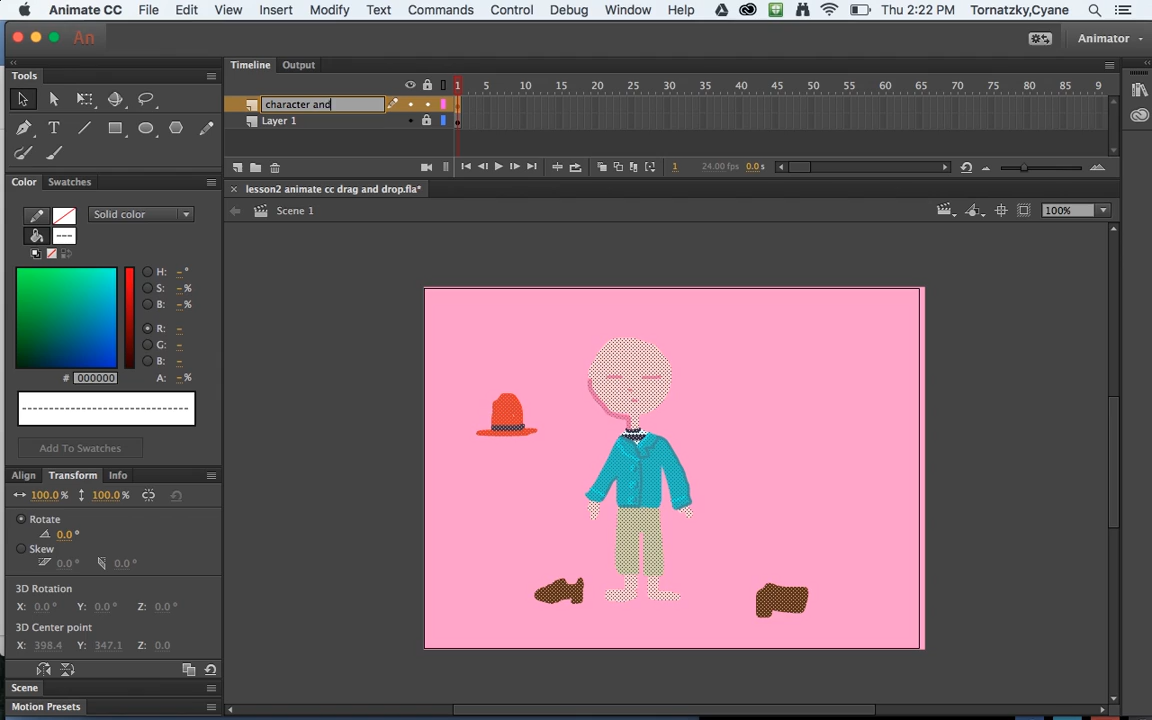 Animate CC File Edit View Insert Modify Text Commands Control Debug Window Help Thu 2:22 PM Tornatzky,Cyane
An Animator
Tools
Timeline Output
1 5 10 15 20 25 30 35 40 45 50 55 60 65 70 75 80 85 9
character and
Layer 1
1 24.00 fps 0.0 s
Color Swatches
lesson2 animate cc drag and drop.fla*
Scene 1 100%
Solid color
H: - °
S: - %
B: - %
R: -
G: -
B: -
# 000000 A: - %
Add To Swatches
Align Transform Info
100.0 % 100.0 %
Rotate
0.0 °
Skew
0.0 ° 0.0 °
3D Rotation
X: 0.0 ° Y: 0.0 ° Z: 0.0 °
3D Center point
X: 398.4 Y: 347.1 Z: 0.0
Scene
Motion Presets